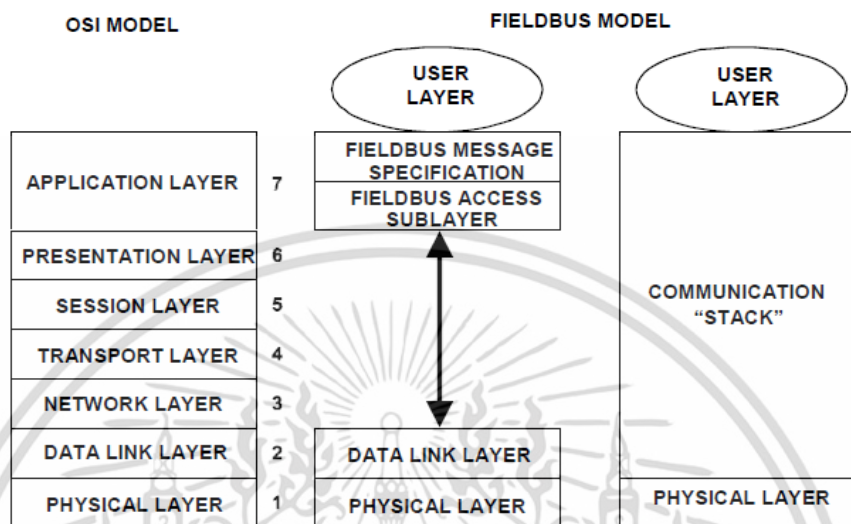 OSI MODEL
FIELDBUS MODEL
USER
LAYER
USER
LAYER
APPLICATION LAYER
7
FIELDBUS MESSAGE
SPECIFICATION
FIELDBUS ACCESS
SUBLAYER
PRESENTATION LAYER
6
SESSION LAYER
5
TRANSPORT LAYER
4
NETWORK LAYER
3
DATA LINK LAYER
2
DATA LINK LAYER
PHYSICAL LAYER
1
PHYSICAL LAYER
COMMUNICATION
“STACK”
PHYSICAL LAYER